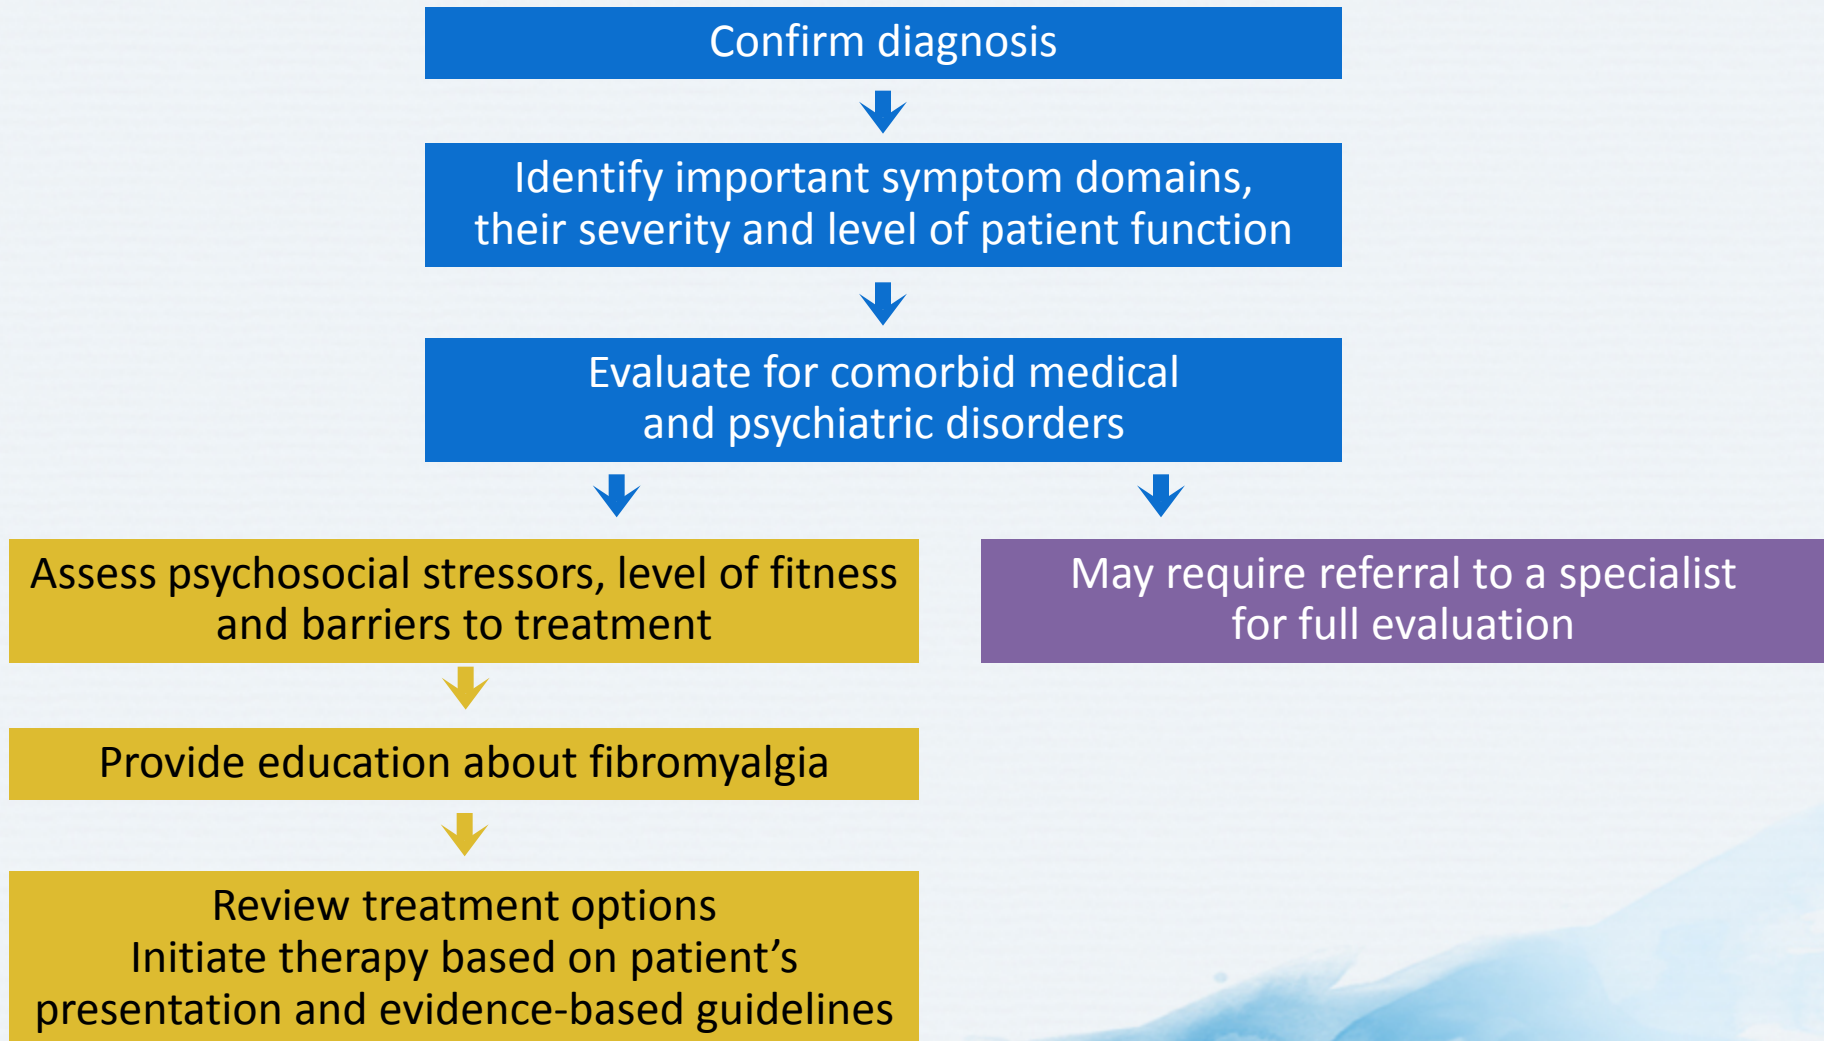 Confirm diagnosis
Identify important symptom domains,
their severity and level of patient function
Evaluate for comorbid medical
and psychiatric disorders
Assess psychosocial stressors, level of fitness
and barriers to treatment
May require referral to a specialist
for full evaluation
Provide education about fibromyalgia
Review treatment options
Initiate therapy based on patient’s
presentation and evidence-based guidelines